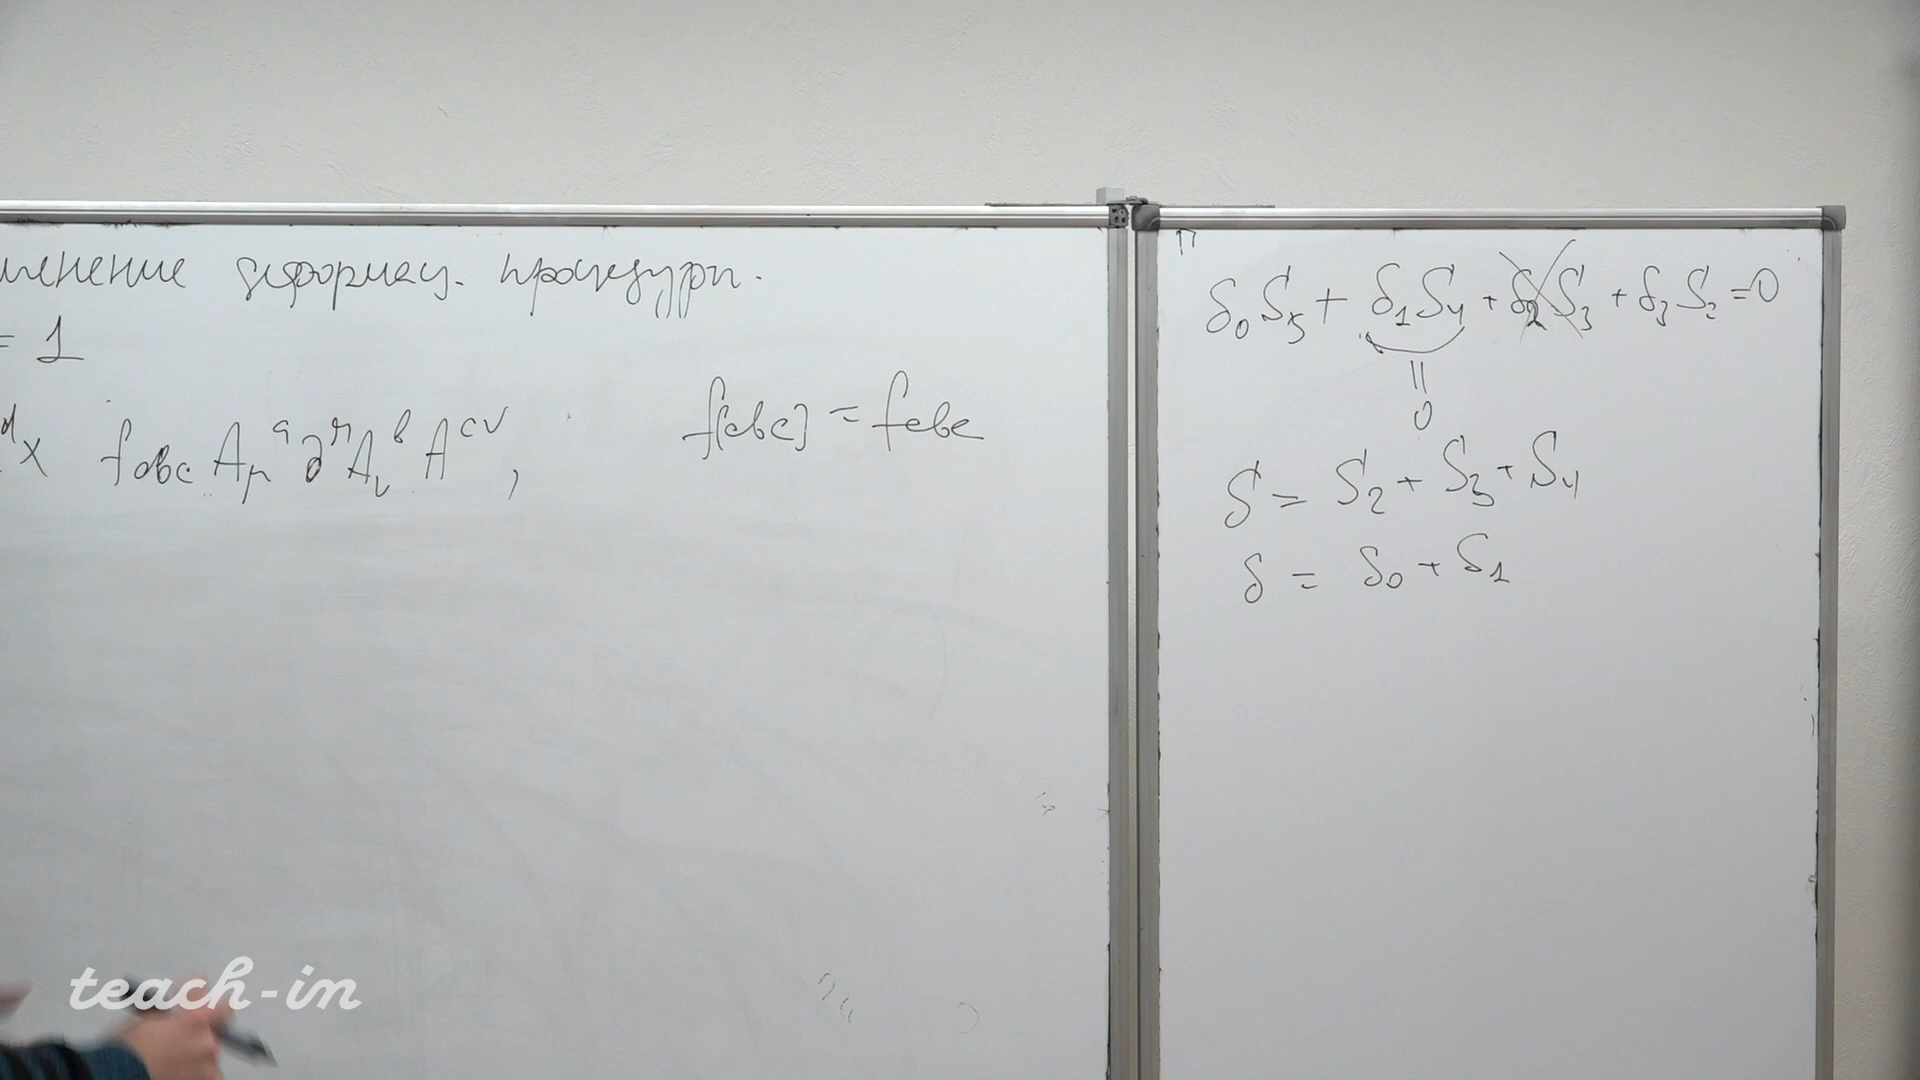 менение деформац. процедуры.
= 1
x f_{abc} A_μ^a ∂^μ A_ν^b A^{cν},
f_{[abc]} = f_{abc}
δ_0 S_5 + δ_1 S_4 + δ_2 S_3 + δ_3 S_2 = 0
||
0
S = S_2 + S_3 + S_4
δ = δ_0 + δ_1
teach-in